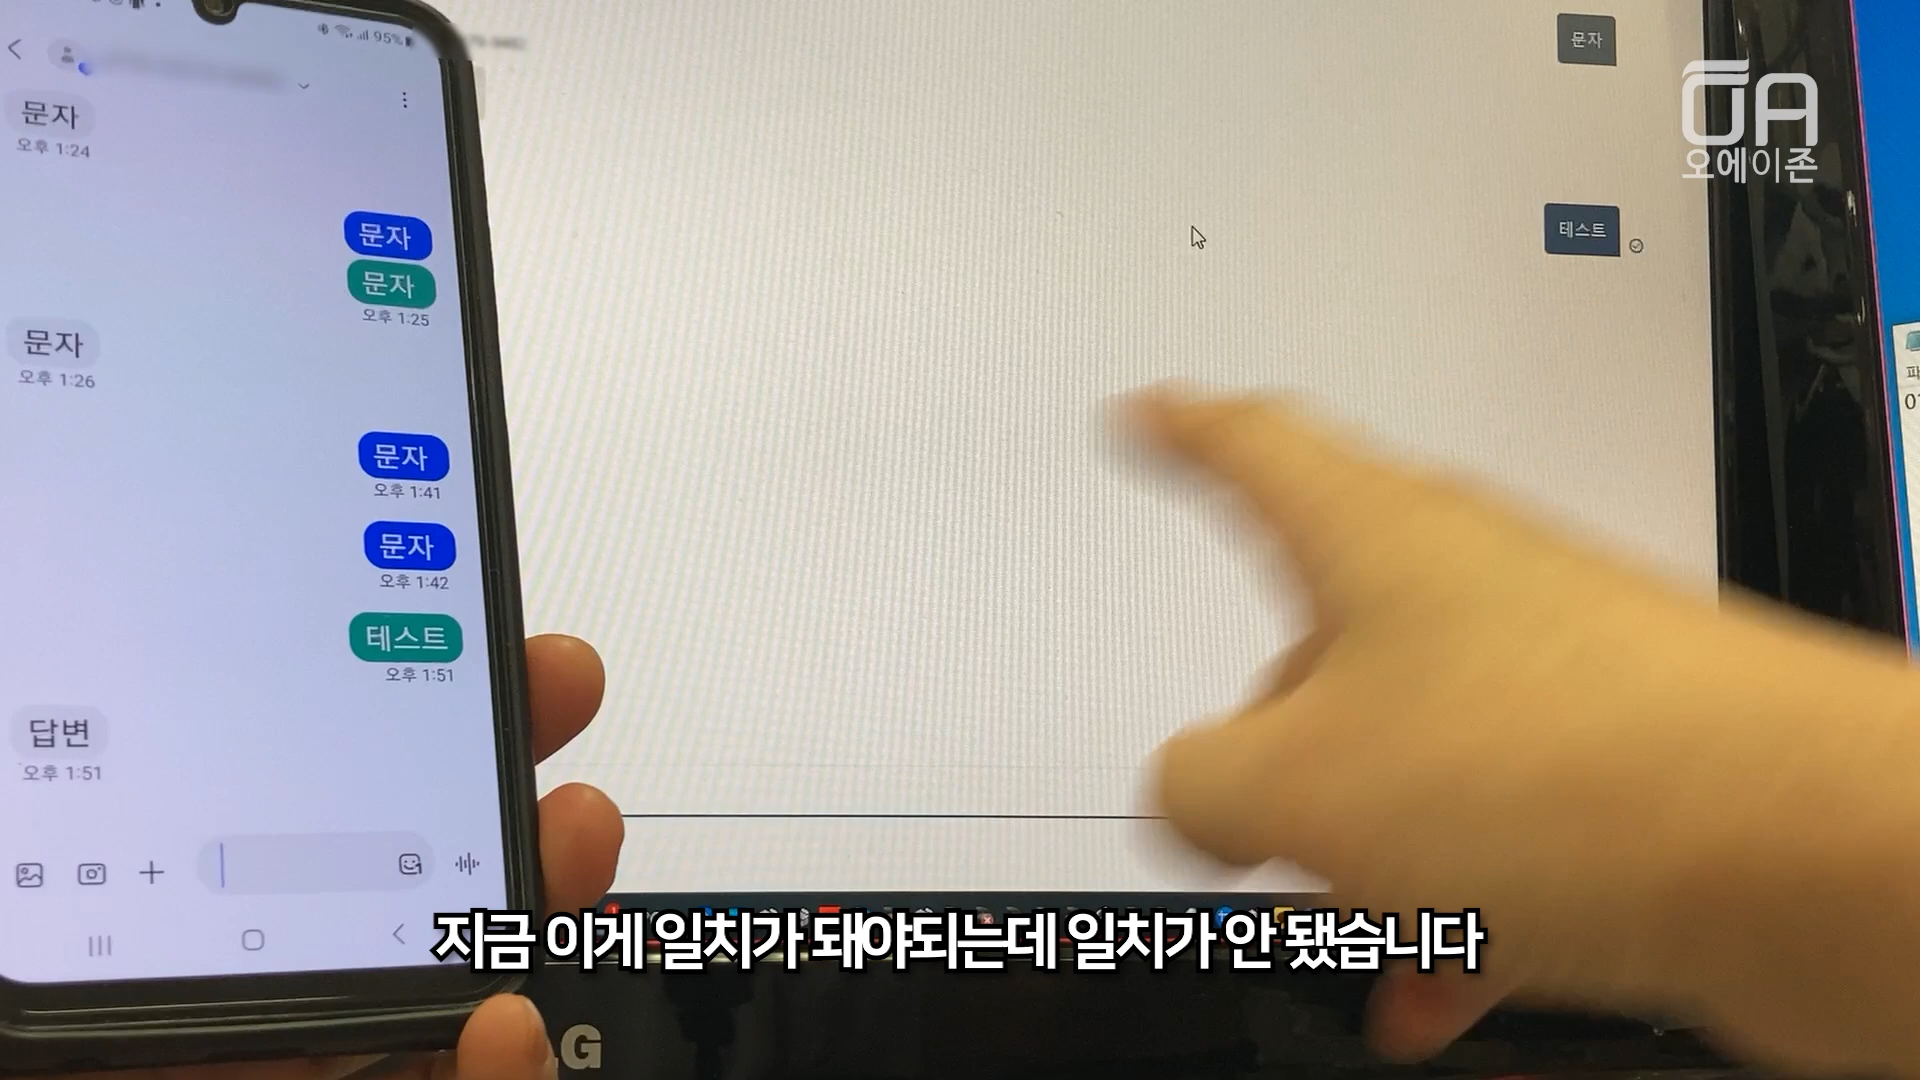 95%
문자
오후 1:24
문자
문자
오후 1:25
문자
오후 1:26
문자
오후 1:41
문자
오후 1:42
테스트
오후 1:51
답변
오후 1:51
문자
테스트
OA
오에이존
지금 이게 일치가 돼야되는데 일치가 안 됐습니다